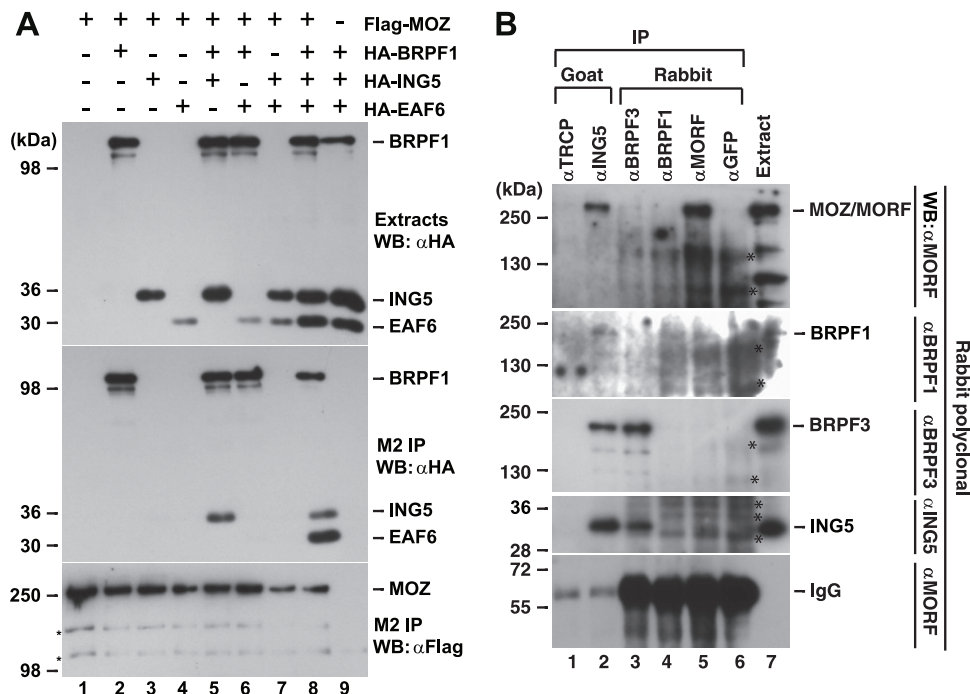 A
+ + + + + + + + - Flag-MOZ
- + - - + + - + + HA-BRPF1
- - + - + - + + + HA-ING5
- - - + - + + + + HA-EAF6
(kDa)
98
BRPF1
Extracts
WB: αHA
36
ING5
30
EAF6
BRPF1
98
M2 IP
WB: αHA
36
ING5
30
EAF6
250
MOZ
M2 IP
WB: αFlag
*
*
98
1 2 3 4 5 6 7 8 9
B
IP
Goat Rabbit
αTRCP αING5 αBRPF3 αBRPF1 αMORF αGFP Extract
(kDa)
250
MOZ/MORF
130
*
*
WB:αMORF
250
BRPF1
130
*
*
αBRPF1
250
BRPF3
130
*
*
αBRPF3
36
ING5
28
*
*
*
αING5
72
IgG
55
αMORF
Rabbit polyclonal
1 2 3 4 5 6 7